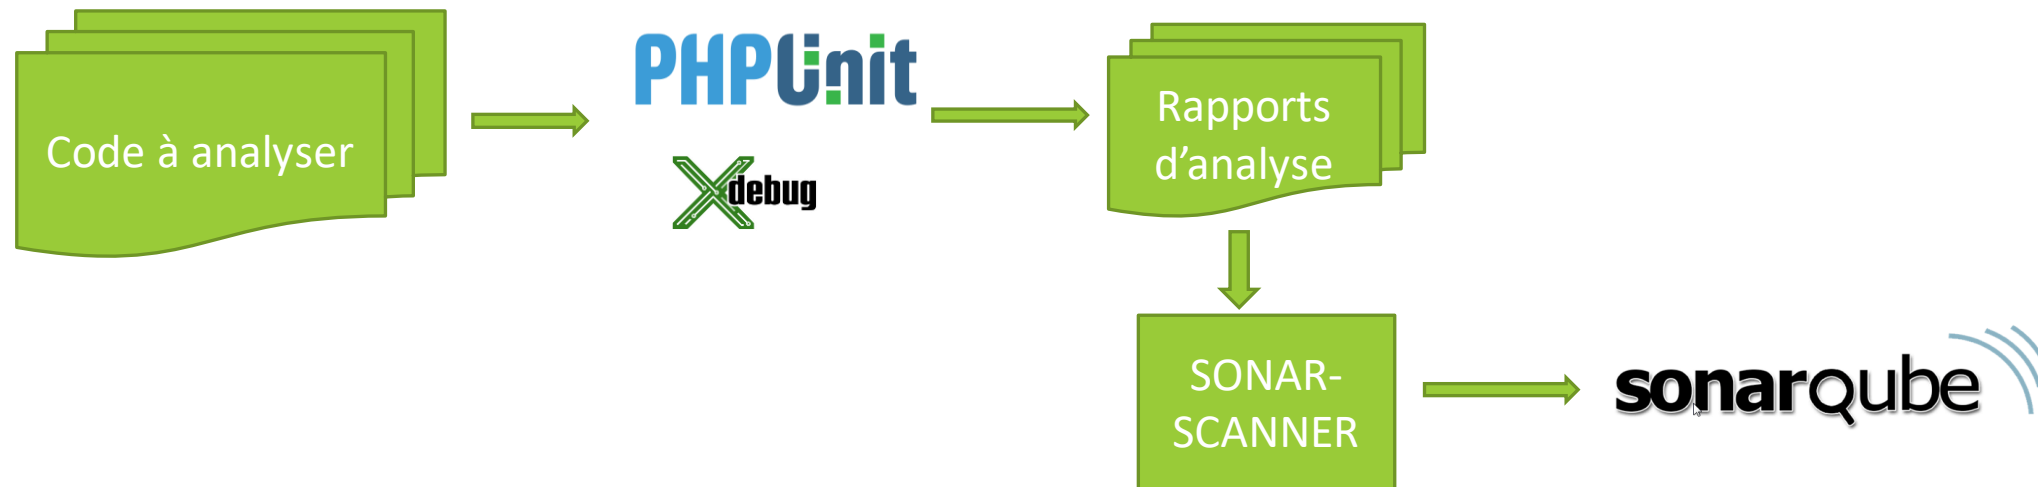 Code à analyser
PHPUnit
Xdebug
Rapports
d’analyse
SONAR-
SCANNER
sonarqube